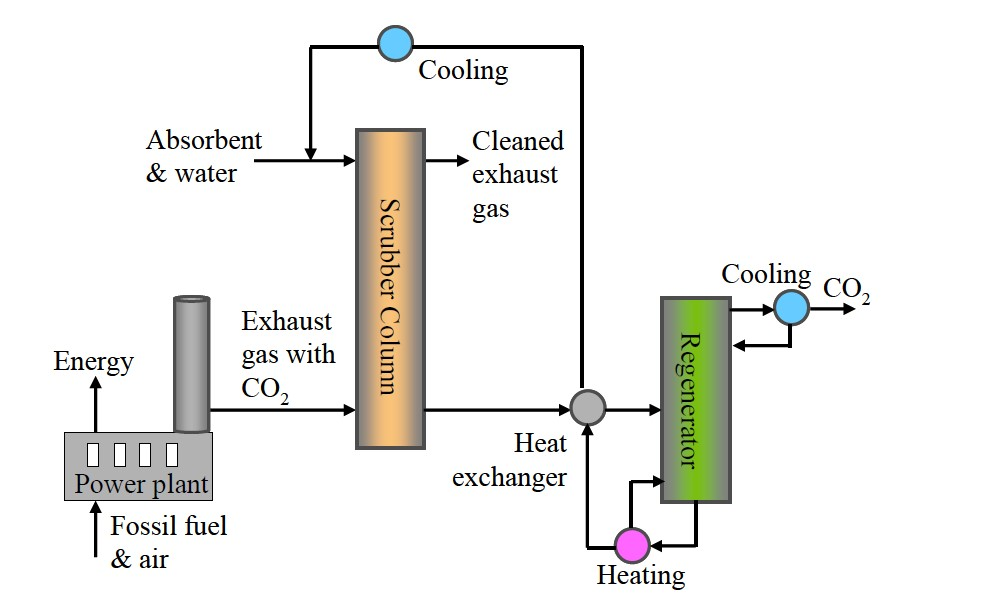 Cooling
Absorbent
& water
Cleaned
exhaust
gas
Scrubber Column
Cooling
CO₂
Exhaust
gas with
CO₂
Energy
Regenerator
Heat
exchanger
Power plant
Fossil fuel
& air
Heating